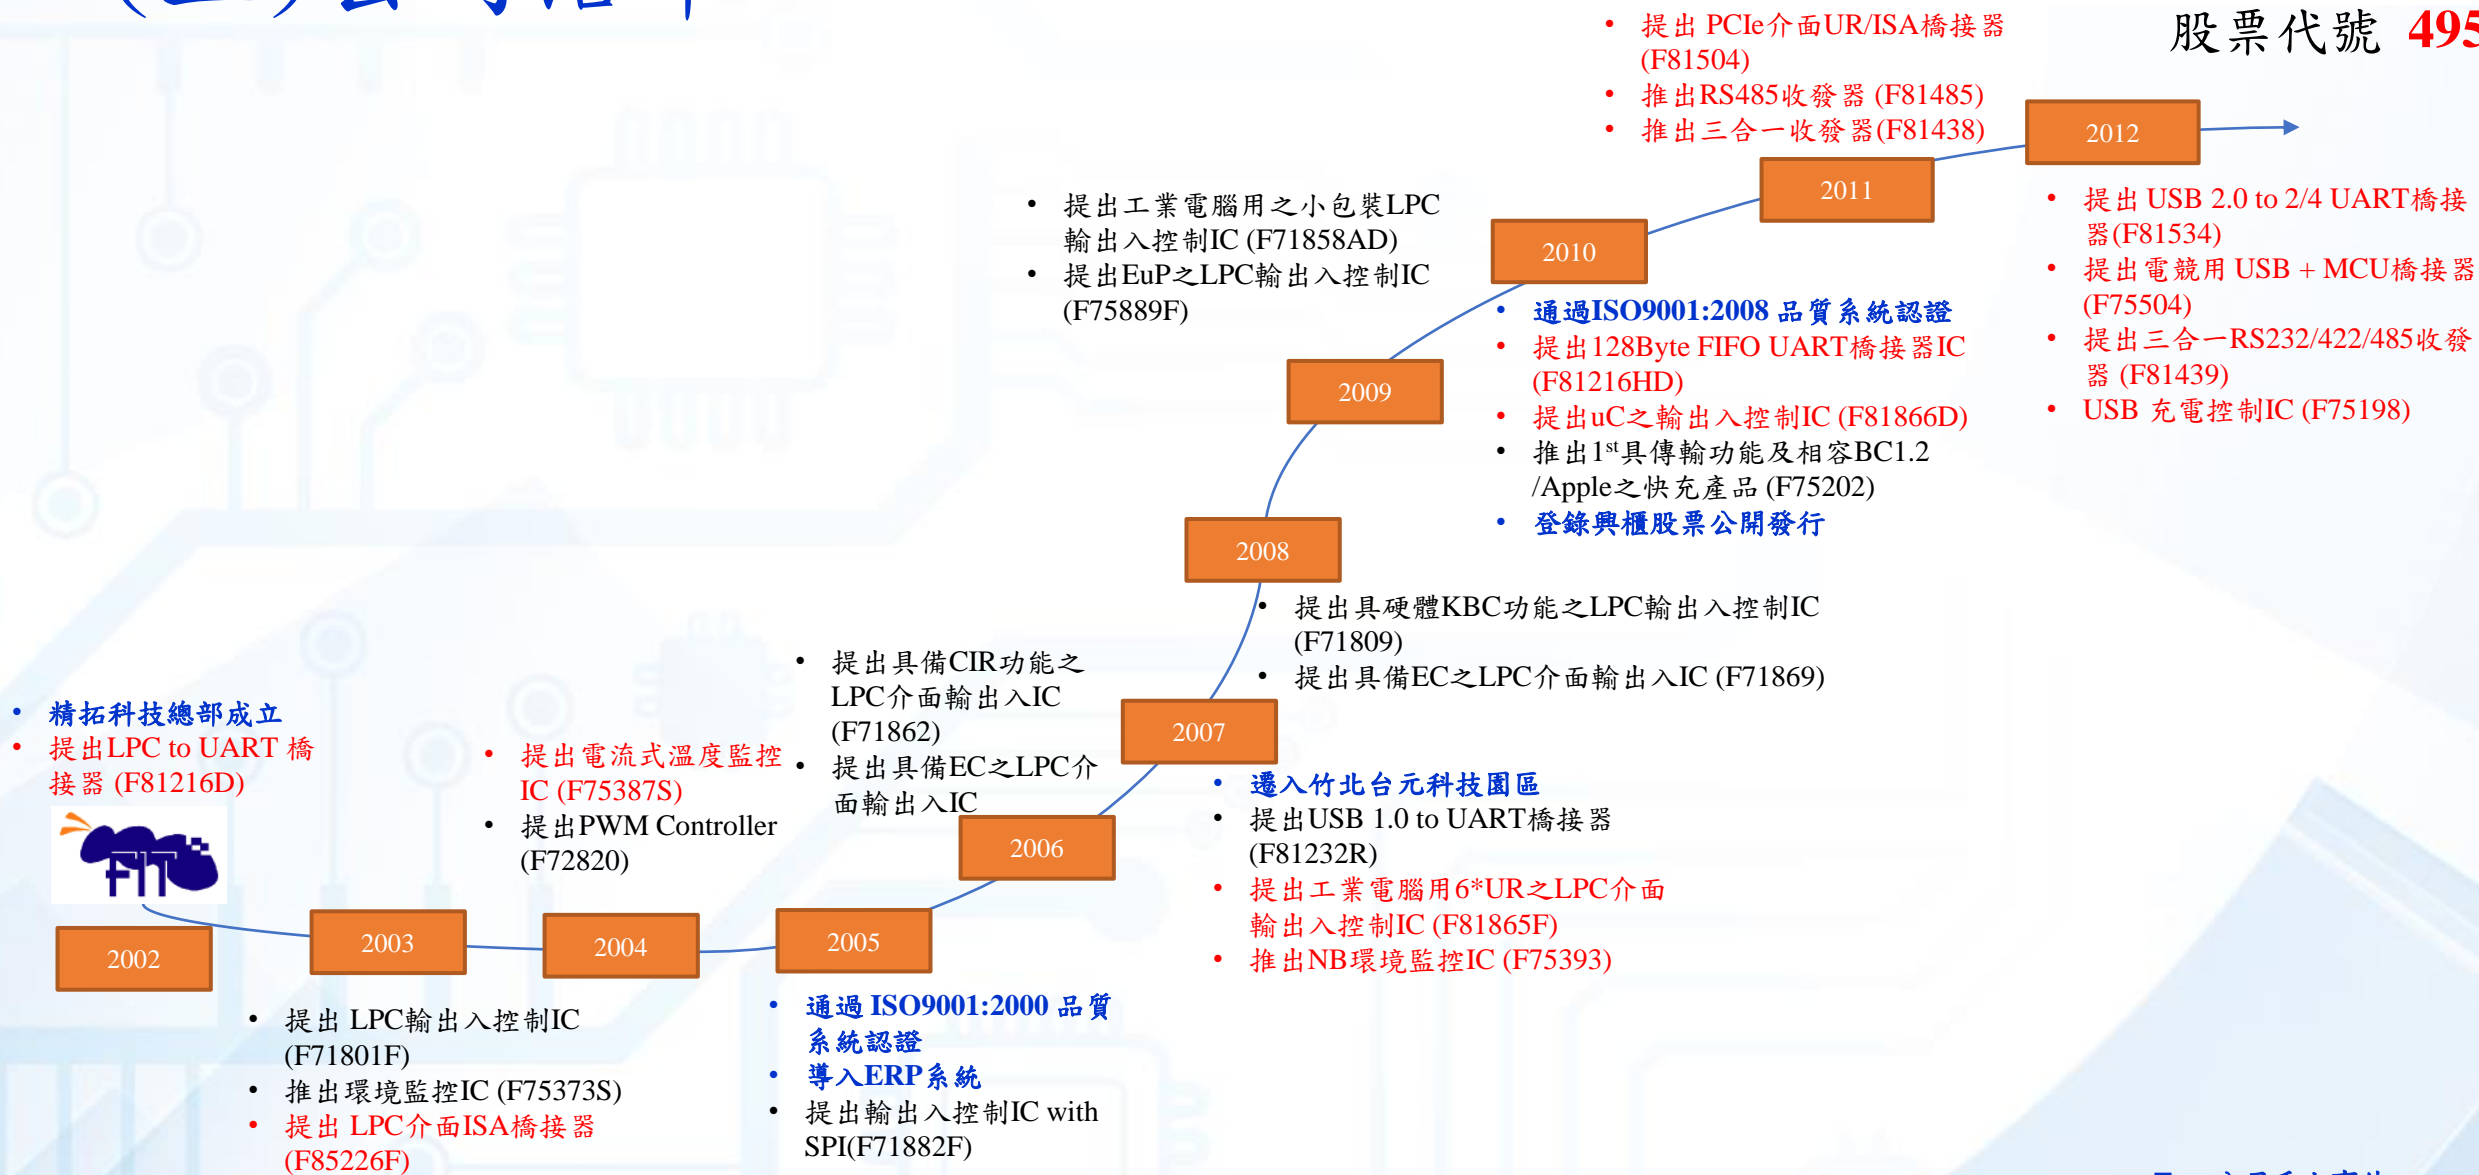 股票代號 495
• 提出 PCIe介面UR/ISA橋接器
(F81504)
• 推出RS485收發器 (F81485)
• 推出三合一收發器(F81438)
2012
2011
• 提出 USB 2.0 to 2/4 UART橋接
器(F81534)
• 提出電競用 USB + MCU橋接器
(F75504)
• 提出三合一RS232/422/485收發
器 (F81439)
• USB 充電控制IC (F75198)
• 提出工業電腦用之小包裝LPC
輸出入控制IC (F71858AD)
• 提出EuP之LPC輸出入控制IC
(F75889F)
2010
• 通過ISO9001:2008 品質系統認證
• 提出128Byte FIFO UART橋接器IC
(F81216HD)
• 提出uC之輸出入控制IC (F81866D)
• 推出1st具傳輸功能及相容BC1.2
/Apple之快充產品 (F75202)
• 登錄興櫃股票公開發行
2009
2008
• 提出具硬體KBC功能之LPC輸出入控制IC
(F71809)
• 提出具備EC之LPC介面輸出入IC (F71869)
• 提出具備CIR功能之
LPC介面輸出入IC
(F71862)
• 提出具備EC之LPC介
面輸出入IC
2007
• 遷入竹北台元科技園區
• 提出USB 1.0 to UART橋接器
(F81232R)
• 提出工業電腦用6*UR之LPC介面
輸出入控制IC (F81865F)
• 推出NB環境監控IC (F75393)
• 精拓科技總部成立
• 提出LPC to UART 橋
接器 (F81216D)
FIT
• 提出電流式溫度監控
IC (F75387S)
• 提出PWM Controller
(F72820)
2006
2002
2003
2004
2005
• 提出 LPC輸出入控制IC
(F71801F)
• 推出環境監控IC (F75373S)
• 提出 LPC介面ISA橋接器
(F85226F)
• 通過 ISO9001:2000 品質
系統認證
• 導入ERP系統
• 提出輸出入控制IC with
SPI(F71882F)